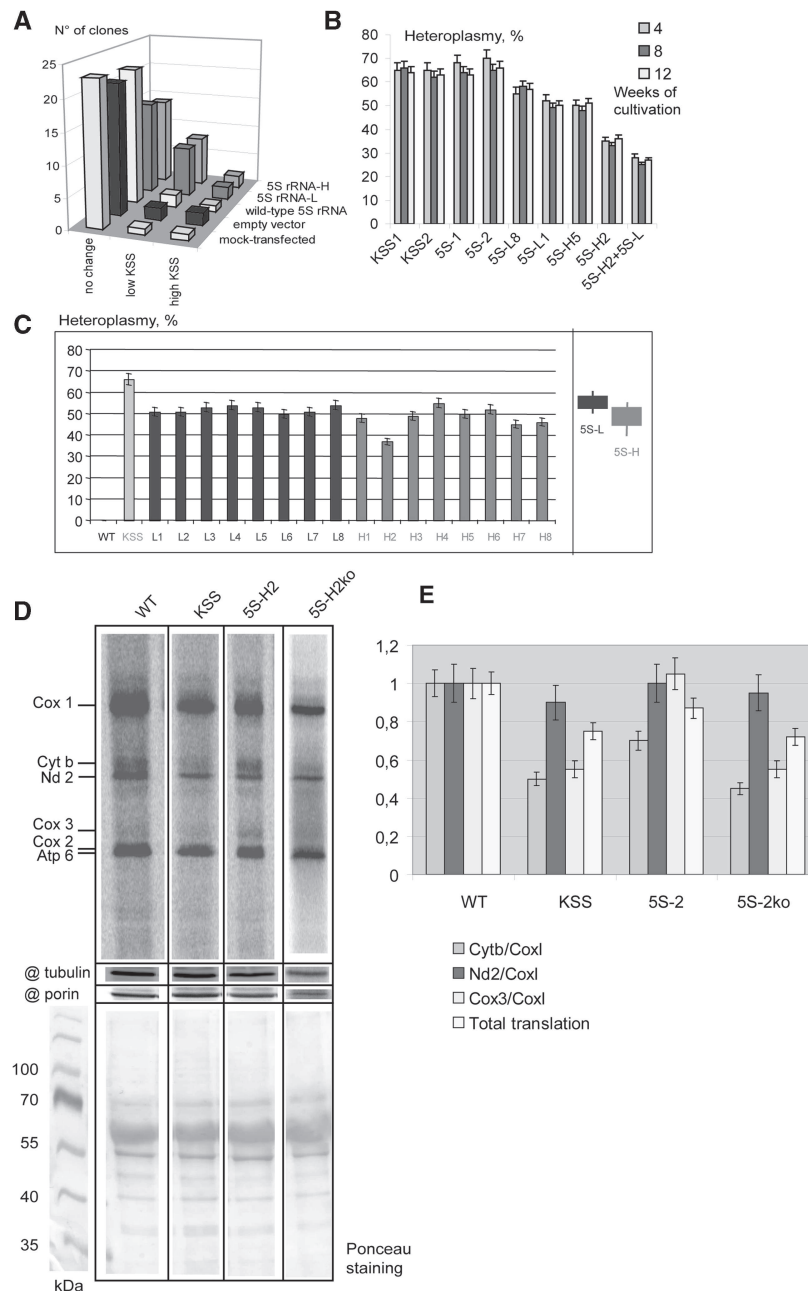 A
N° of clones
25
20
15
10
5
0
5S rRNA-H
5S rRNA-L
wild-type 5S rRNA
empty vector
mock-transfected
no change
low KSS
high KSS
B
Heteroplasmy, %
80
70
60
50
40
30
20
10
0
4
8
12
Weeks of
cultivation
KSS1
KSS2
5S-1
5S-2
5S-L8
5S-L1
5S-H5
5S-H2
5S-H2+5S-L
C
Heteroplasmy, %
80
70
60
50
40
30
20
10
0
WT KSS L1 L2 L3 L4 L5 L6 L7 L8 H1 H2 H3 H4 H5 H6 H7 H8
5S-L
5S-H
D
WT
KSS
5S-H2
5S-H2ko
Cox 1
Cyt b
Nd 2
Cox 3
Cox 2
Atp 6
@ tubulin
@ porin
100
70
55
40
35
kDa
Ponceau
staining
E
1,2
1
0,8
0,6
0,4
0,2
0
WT KSS 5S-2 5S-2ko
Cytb/CoxI
Nd2/CoxI
Cox3/CoxI
Total translation